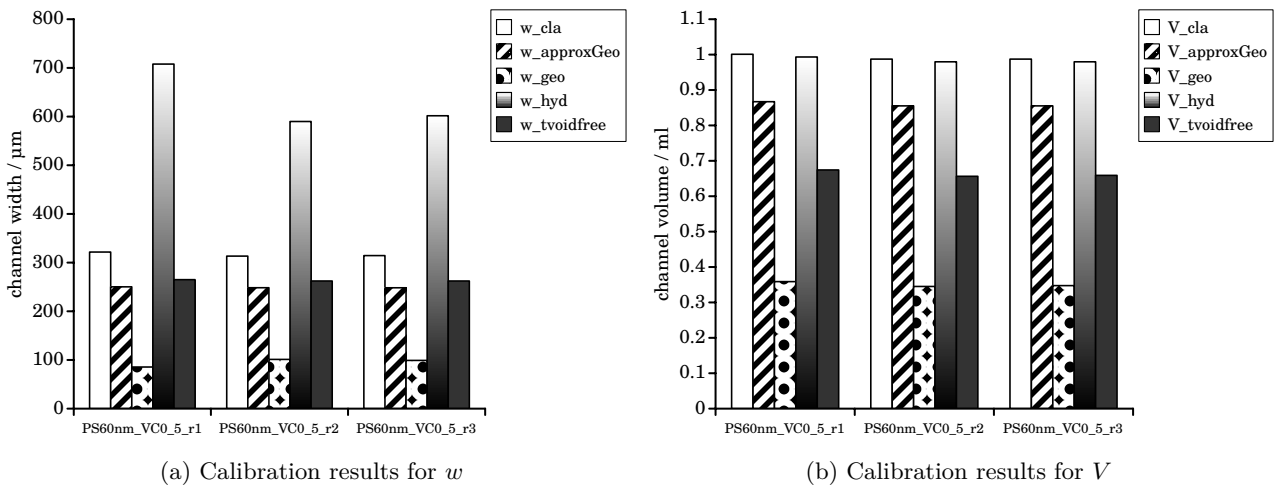 800
700
600
500
400
300
200
100
0
channel width / μm
PS60nm_VC0_5_r1
PS60nm_VC0_5_r2
PS60nm_VC0_5_r3
w_cla
w_approxGeo
w_geo
w_hyd
w_tvoidfree
(a) Calibration results for w
1.1
1
0.9
0.8
0.7
0.6
0.5
0.4
0.3
0.2
0.1
0
channel volume / ml
PS60nm_VC0_5_r1
PS60nm_VC0_5_r2
PS60nm_VC0_5_r3
V_cla
V_approxGeo
V_geo
V_hyd
V_tvoidfree
(b) Calibration results for V